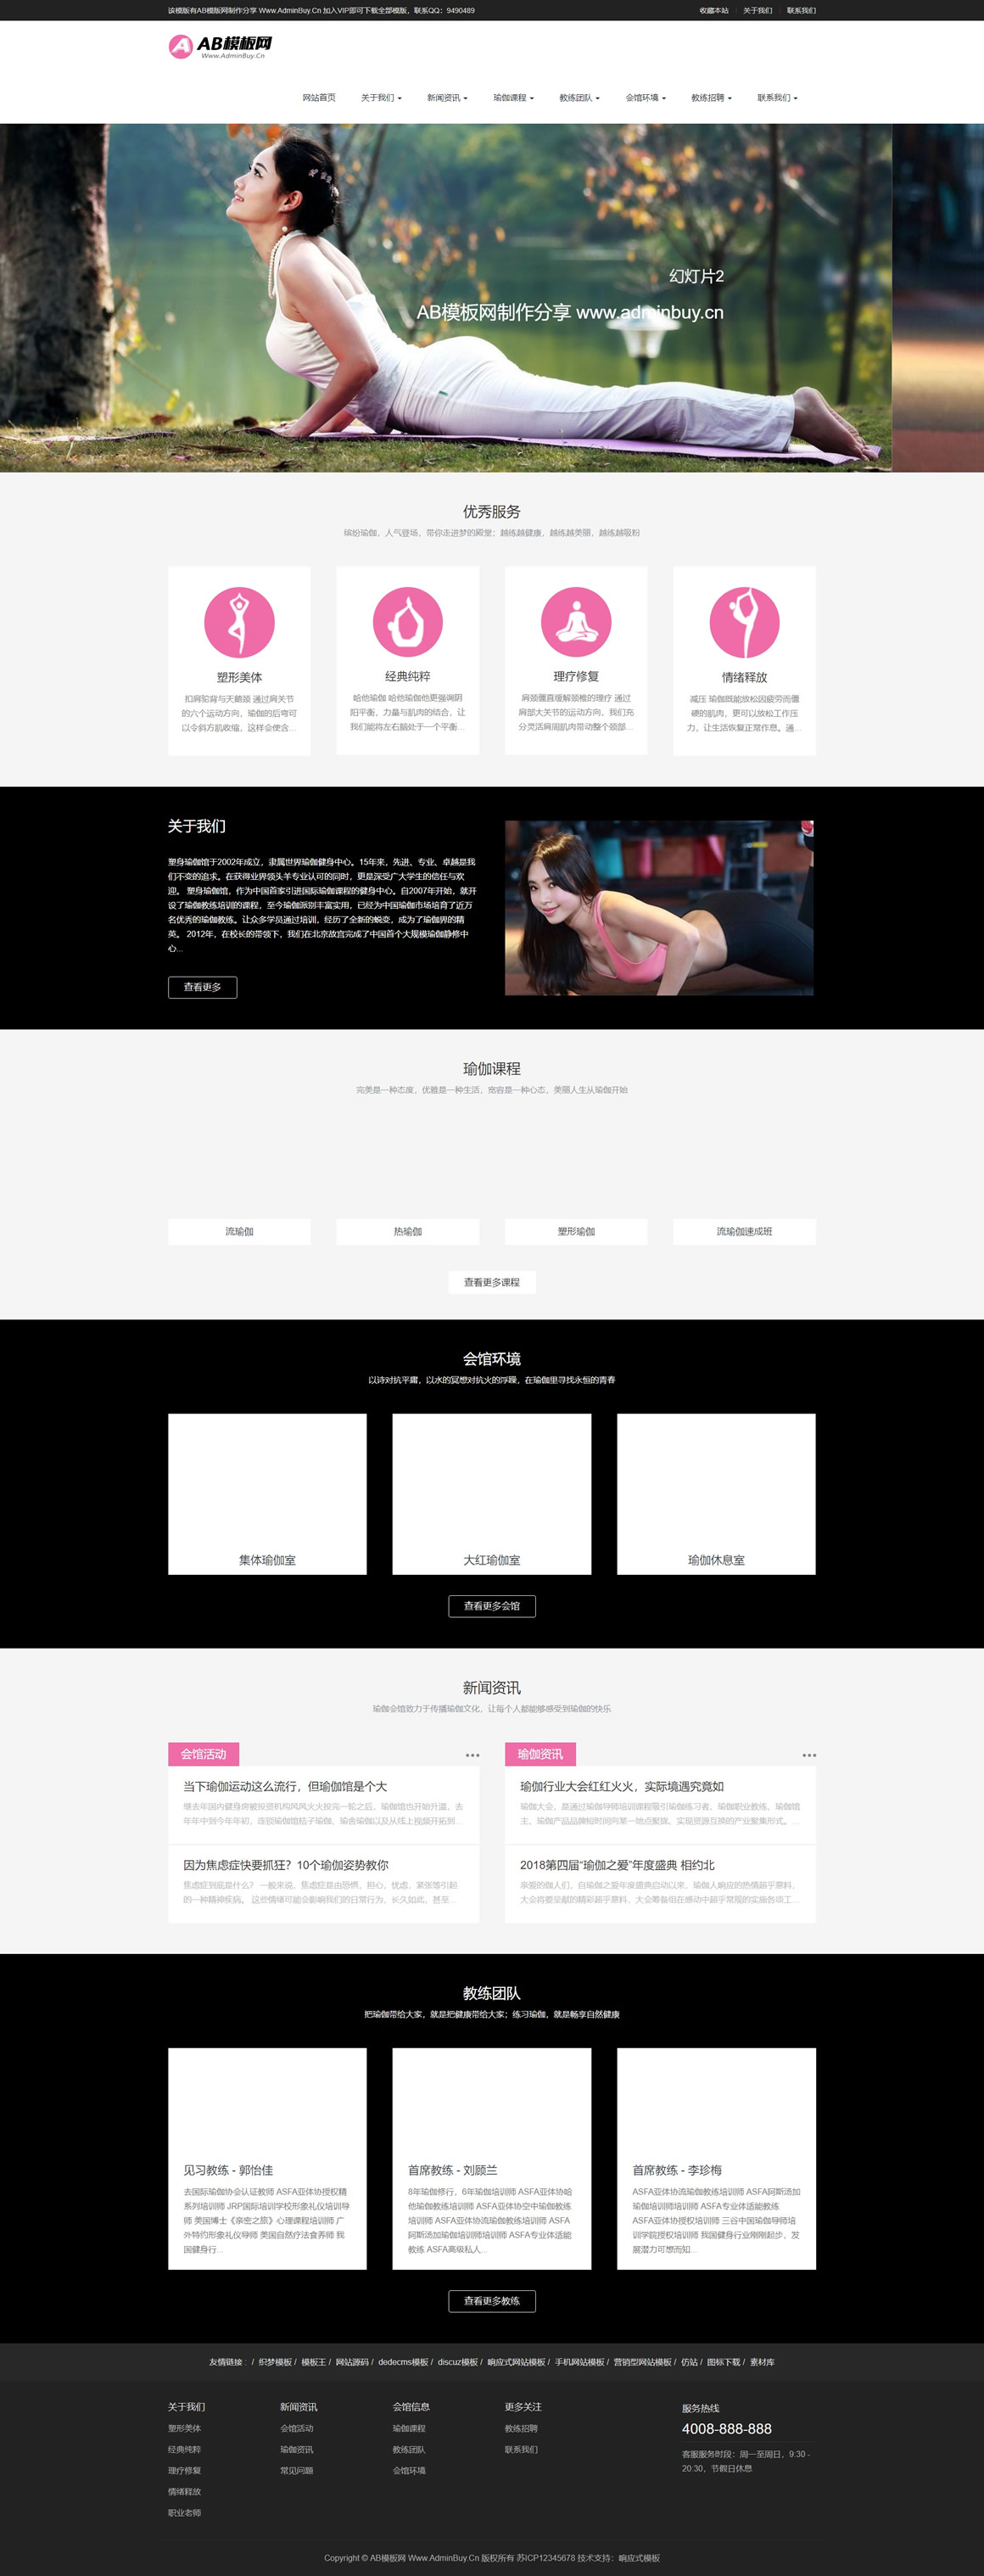 该模版有AB模版网制作分享 Www.AdminBuy.Cn 加入VIP即可下载全部模版，联系QQ：9490489
收藏本站 | 关于我们 | 联系我们
AB模板网
Www.AdminBuy.Cn
网站首页 关于我们 新闻资讯 瑜伽课程 教练团队 会馆环境 教练招聘 联系我们
幻灯片2
AB模板网制作分享 www.adminbuy.cn
优秀服务
缤纷瑜伽，人气登场，带你走进梦的殿堂；越练越健康，越练越美丽，越练越吸粉
塑形美体
扣肩驼背与天鹅颈 通过肩关节
的六个运动方向，瑜伽的后弯可
以令斜方肌收缩，这样会使含...
经典纯粹
哈他瑜伽 哈他瑜伽他更强调阴
阳平衡，力量与肌肉的结合，让
我们能将左右脑处于一个平衡...
理疗修复
肩颈僵直缓解颈椎的理疗 通过
肩部大关节的运动方向，我们充
分灵活肩周肌肉带动整个颈部...
情绪释放
减压 瑜伽既能放松因疲劳而僵
硬的肌肉，更可以放松工作压
力，让生活恢复正常作息。通...
关于我们
塑身瑜伽馆于2002年成立，隶属世界瑜伽健身中心。15年来，先进、专业、卓越是我
们不变的追求。在获得业界领头羊专业认可的同时，更是深受广大学生的信任与欢
迎。 塑身瑜伽馆，作为中国首家引进国际瑜伽课程的健身中心。自2007年开始，就开
设了瑜伽教练培训的课程，至今瑜伽派别丰富实用，已经为中国瑜伽市场培育了近万
名优秀的瑜伽教练。让众多学员通过培训，经历了全新的蜕变，成为了瑜伽界的精
英。 2012年，在校长的带领下，我们在北京故宫完成了中国首个大规模瑜伽静修中
心...
查看更多
瑜伽课程
完美是一种态度，优雅是一种生活，宽容是一种心态，美丽人生从瑜伽开始
流瑜伽
热瑜伽
塑形瑜伽
流瑜伽速成班
查看更多课程
会馆环境
以诗对抗平庸，以水的冥想对抗火的浮躁，在瑜伽里寻找永恒的青春
集体瑜伽室
大红瑜伽室
瑜伽休息室
查看更多会馆
新闻资讯
瑜伽会馆致力于传播瑜伽文化，让每个人都能够感受到瑜伽的快乐
会馆活动
当下瑜伽运动这么流行，但瑜伽馆是个大
继去年国内健身房被投资机构风风火火投完一轮之后，瑜伽馆也开始升温，去
年年中到今年年初，连锁瑜伽馆桔子瑜伽、瑜舍瑜伽以及从线上视频开拓到...
因为焦虑症快要抓狂？10个瑜伽姿势教你
焦虑症到底是什么？ 一般来说，焦虑症是由恐惧，担心，忧虑，紧张等引起
的一种精神疾病。 这些情绪可能会影响我们的日常行为，长久如此，甚至...
瑜伽资讯
瑜伽行业大会红红火火，实际境遇究竟如
瑜伽大会，是通过瑜伽导师培训课程吸引瑜伽练习者、瑜伽职业教练、瑜伽馆
主、瑜伽产品品牌短时间向某一地点聚拢、实现资源互换的产业聚集形式。...
2018第四届“瑜伽之爱”年度盛典 相约北
亲爱的伽人们，自瑜伽之爱年度盛典启动以来，瑜伽人响应的热情超乎意料，
大会将要呈献的精彩超乎意料，大会筹备组在感动中超乎常规的实施各项工...
教练团队
把瑜伽带给大家，就是把健康带给大家；练习瑜伽，就是畅享自然健康
见习教练 - 郭怡佳
去国际瑜伽协会认证教师 ASFA亚体协授权精
系列培训师 JRP国际培训学校形象礼仪培训导
师 美国博士《亲密之旅》心理课程培训师 广
外特约形象礼仪导师 美国自然疗法食养师 我
国健身行...
首席教练 - 刘顾兰
8年瑜伽修行，6年瑜伽培训师 ASFA亚体协哈
他瑜伽教练培训师 ASFA亚体协空中瑜伽教练
培训师 ASFA亚体协流瑜伽教练培训师 ASFA
阿斯汤加瑜伽培训师培训师 ASFA专业体适能
教练 ASFA高级私人...
首席教练 - 李珍梅
ASFA亚体协流瑜伽教练培训师 ASFA阿斯汤加
瑜伽培训师培训师 ASFA专业体适能教练
ASFA亚体协授权培训师 三谷中国瑜伽导师培
训学院授权培训师 我国健身行业刚刚起步，发
展潜力可想而知...
查看更多教练
友情链接： / 织梦模板 / 模板王 / 网站源码 / dedecms模板 / discuz模板 / 响应式网站模板 / 手机网站模板 / 营销型网站模板 / 仿站 / 图标下载 / 素材库
关于我们
塑形美体
经典纯粹
理疗修复
情绪释放
职业老师
新闻资讯
会馆活动
瑜伽资讯
常见问题
会馆信息
瑜伽课程
教练团队
会馆环境
更多关注
教练招聘
联系我们
服务热线
4008-888-888
客服服务时段：周一至周日，9:30 -
20:30，节假日休息
Copyright © AB模板网 Www.AdminBuy.Cn 版权所有 苏ICP12345678 技术支持：响应式模板